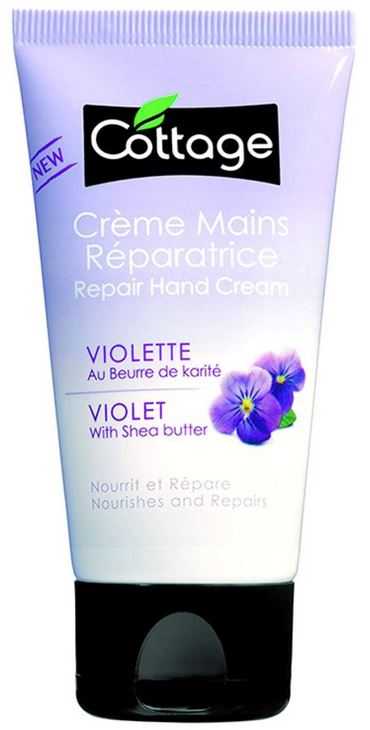 NEW
Cottage
Crème Mains
Réparatrice
Repair Hand Cream
VIOLETTE
Au Beurre de karité
VIOLET
With Shea butter
Nourrit et Répare
Nourishes and Repairs